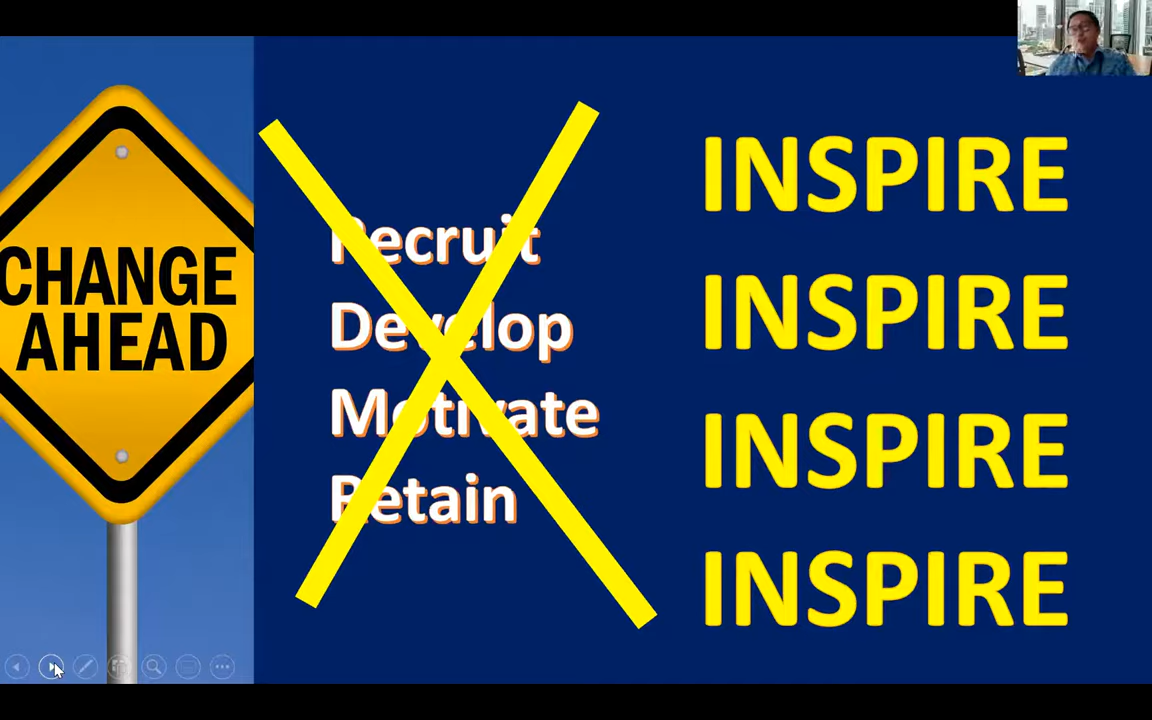 CHANGE
AHEAD
Recruit
Develop
Motivate
Retain
INSPIRE
INSPIRE
INSPIRE
INSPIRE